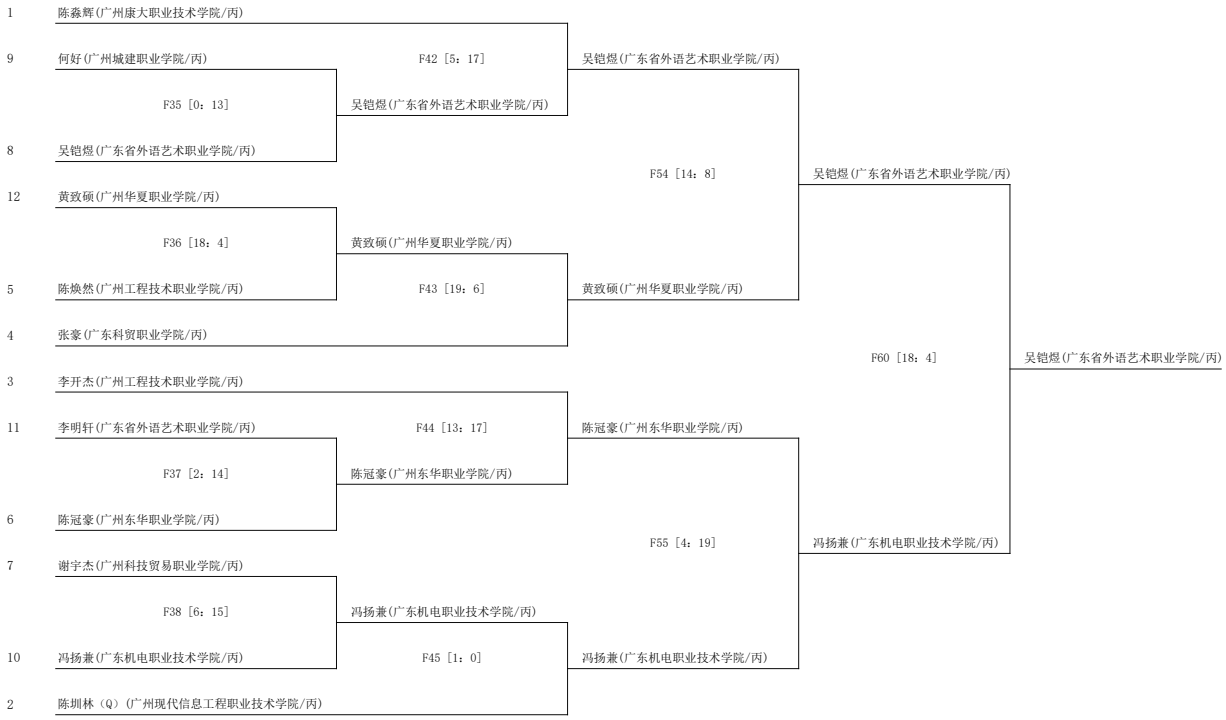 1 陈淼辉(广州康大职业技术学院/丙)
9 何好(广州城建职业学院/丙) F42 [5: 17] 吴铠煜(广东省外语艺术职业学院/丙)
F35 [0: 13] 吴铠煜(广东省外语艺术职业学院/丙)
8 吴铠煜(广东省外语艺术职业学院/丙)
F54 [14: 8] 吴铠煜(广东省外语艺术职业学院/丙)
12 黄致硕(广州华夏职业学院/丙)
F36 [18: 4] 黄致硕(广州华夏职业学院/丙)
5 陈焕然(广州工程技术职业学院/丙) F43 [19: 6] 黄致硕(广州华夏职业学院/丙)
4 张豪(广东科贸职业学院/丙)
F60 [18: 4] 吴铠煜(广东省外语艺术职业学院/丙)
3 李开杰(广州工程技术职业学院/丙)
11 李明轩(广东省外语艺术职业学院/丙) F44 [13: 17] 陈冠豪(广州东华职业学院/丙)
F37 [2: 14] 陈冠豪(广州东华职业学院/丙)
6 陈冠豪(广州东华职业学院/丙)
F55 [4: 19] 冯扬兼(广东机电职业技术学院/丙)
7 谢宇杰(广州科技贸易职业学院/丙)
F38 [6: 15] 冯扬兼(广东机电职业技术学院/丙)
10 冯扬兼(广东机电职业技术学院/丙) F45 [1: 0] 冯扬兼(广东机电职业技术学院/丙)
2 陈圳林（Q）(广州现代信息工程职业技术学院/丙)